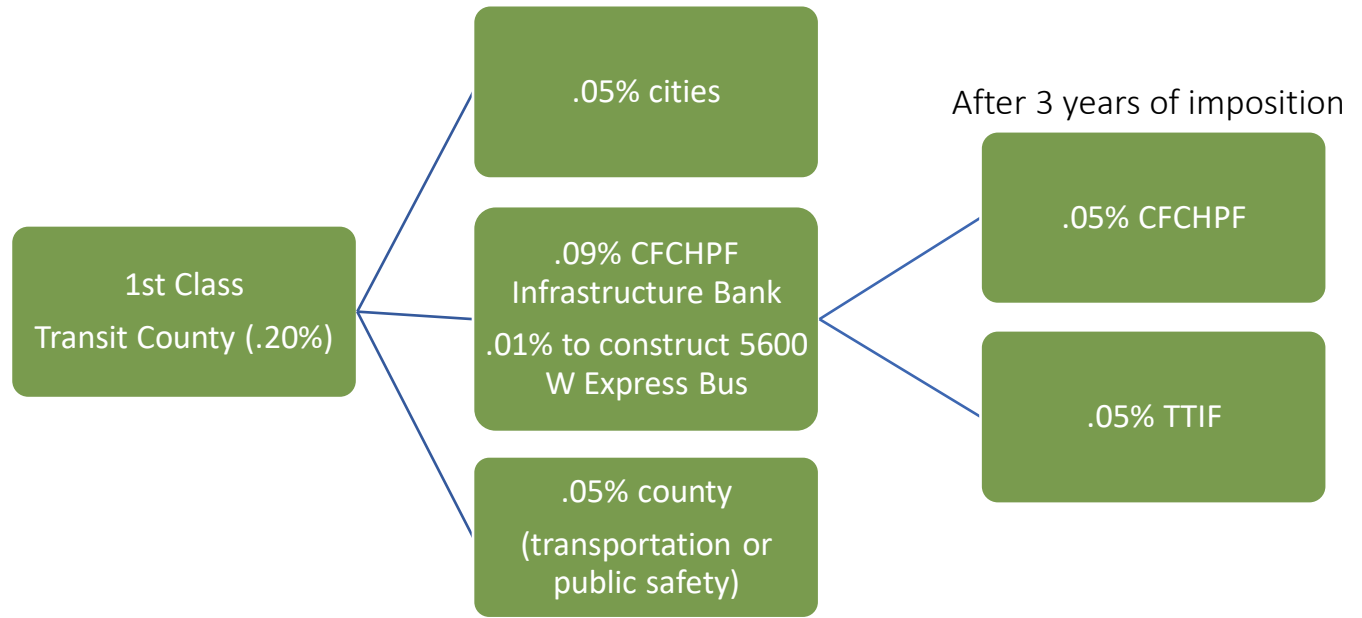 1st Class
Transit County (.20%)
.05% cities
.09% CFCHPF
Infrastructure Bank
.01% to construct 5600
W Express Bus
.05% county
(transportation or
public safety)
After 3 years of imposition
.05% CFCHPF
.05% TTIF